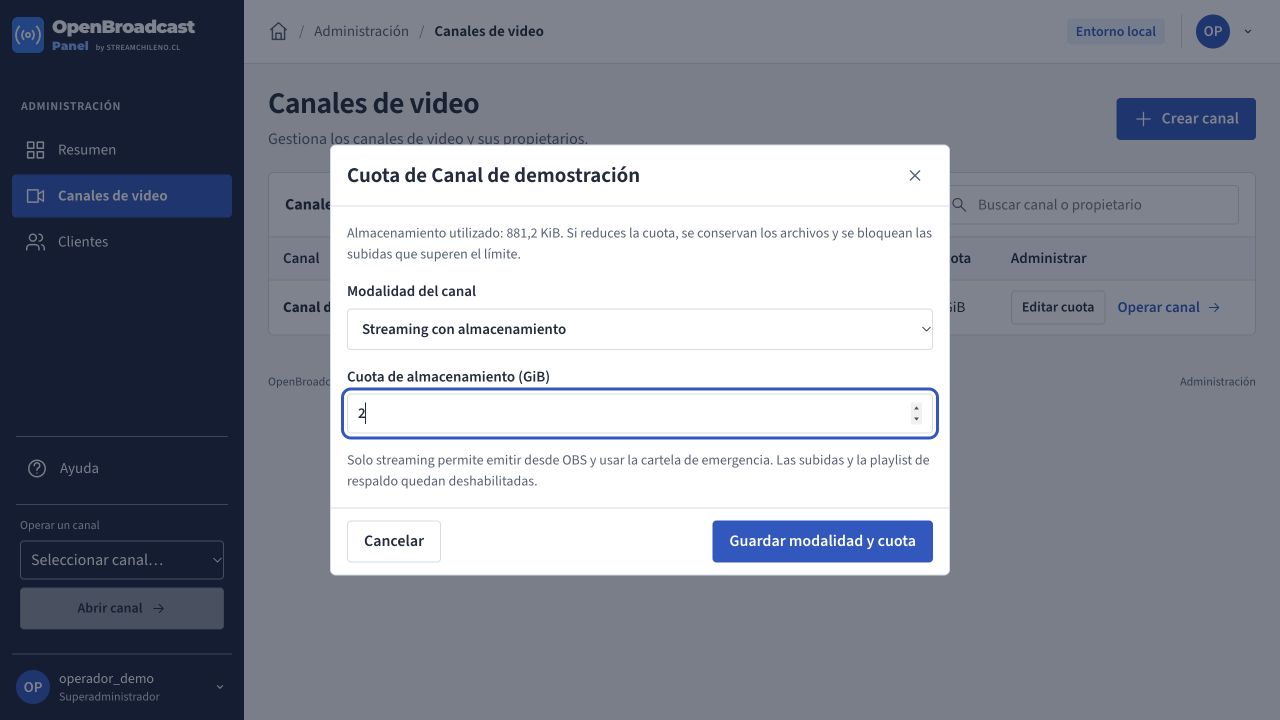 OpenBroadcast
Panel by STREAMCHILENO.CL
ADMINISTRACIÓN
Resumen
Canales de video
Clientes
Ayuda
Operar un canal
Seleccionar canal...
Abrir canal →
OP operador_demo
Superadministrador
/ Administración / Canales de video
Entorno local
OP
Canales de video
Gestiona los canales de video y sus propietarios.
+ Crear canal
Buscar canal o propietario
Canal
Administrar
Canal
Editar cuota
Operar canal →
Administración
Cuota de Canal de demostración
Almacenamiento utilizado: 881,2 KiB. Si reduces la cuota, se conservan los archivos y se bloquean las
subidas que superen el límite.
Modalidad del canal
Streaming con almacenamiento
Cuota de almacenamiento (GiB)
2
Solo streaming permite emitir desde OBS y usar la cartela de emergencia. Las subidas y la playlist de
respaldo quedan deshabilitadas.
Cancelar
Guardar modalidad y cuota